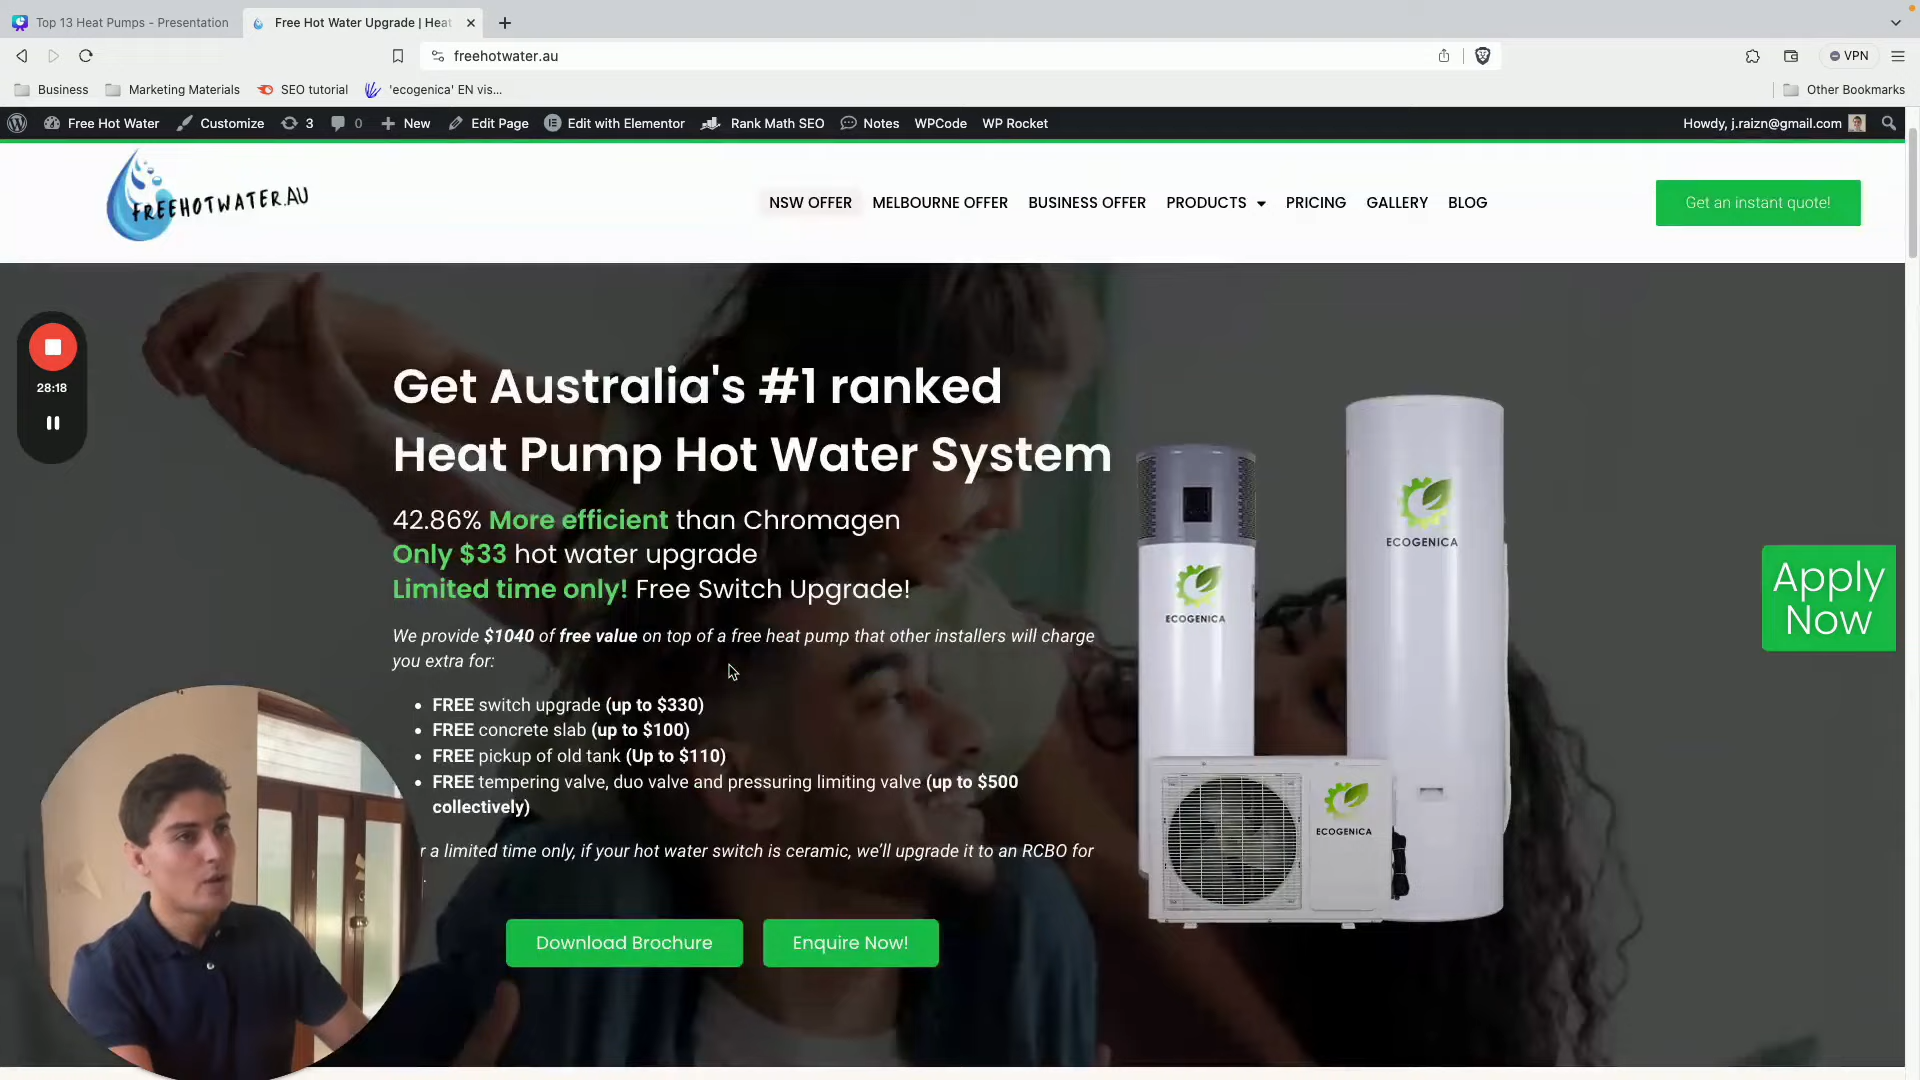 Top 13 Heat Pumps - Presentation
Free Hot Water Upgrade | Heat
freehotwater.au
VPN
Business
Marketing Materials
SEO tutorial
'ecogenica' EN vis...
Other Bookmarks
Free Hot Water
Customize
3
0
New
Edit Page
Edit with Elementor
Rank Math SEO
Notes
WPCode
WP Rocket
Howdy, j.raizn@gmail.com
FREEHOTWATER.AU
NSW OFFER
MELBOURNE OFFER
BUSINESS OFFER
PRODUCTS
PRICING
GALLERY
BLOG
Get an instant quote!
28:18
Get Australia's #1 ranked
Heat Pump Hot Water System
42.86% More efficient than Chromagen
Only $33 hot water upgrade
Limited time only! Free Switch Upgrade!
We provide $1040 of free value on top of a free heat pump that other installers will charge
you extra for:
FREE switch upgrade (up to $330)
FREE concrete slab (up to $100)
FREE pickup of old tank (Up to $110)
FREE tempering valve, duo valve and pressuring limiting valve (up to $500
collectively)
r a limited time only, if your hot water switch is ceramic, we'll upgrade it to an RCBO for
.
Download Brochure
Enquire Now!
ECOGENICA
ECOGENICA
ECOGENICA
Apply
Now